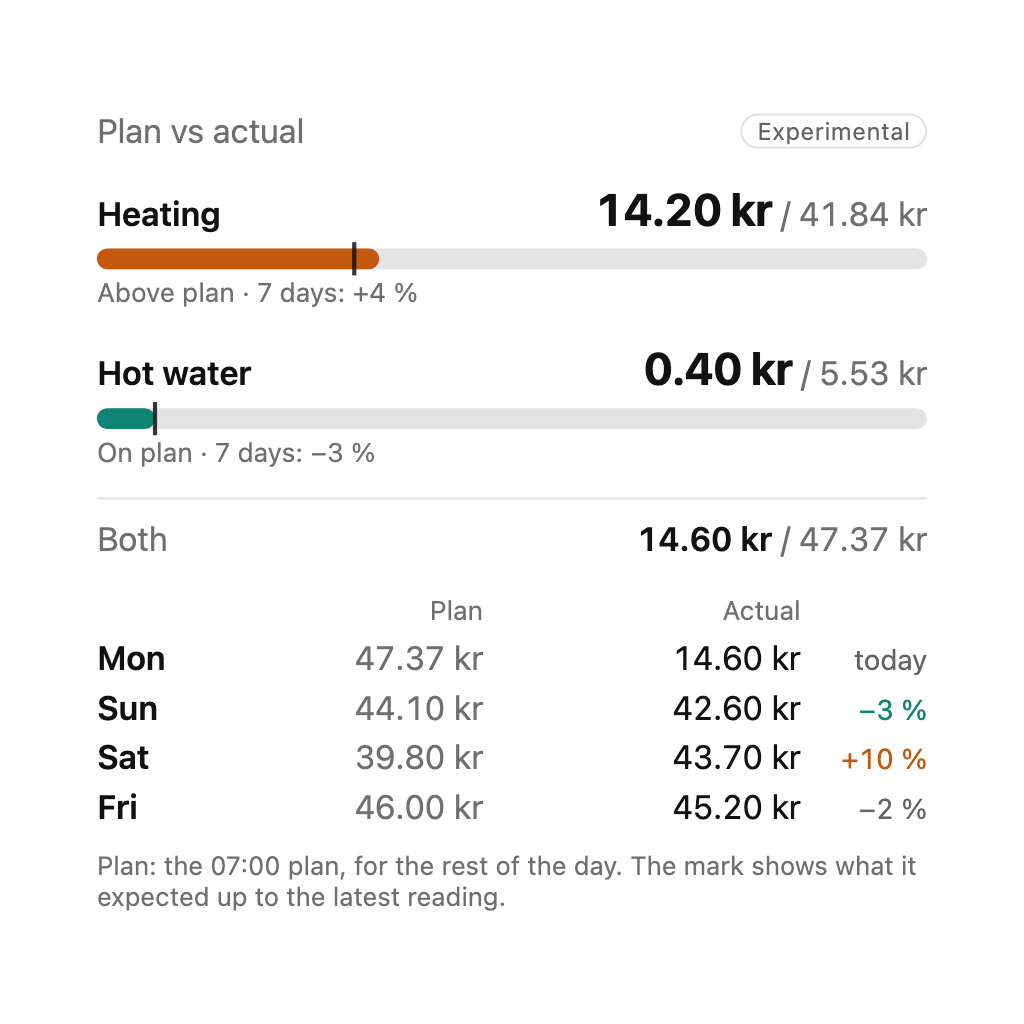 Plan vs actual Experimental
Heating 14.20 kr / 41.84 kr
Above plan · 7 days: +4 %
Hot water 0.40 kr / 5.53 kr
On plan · 7 days: −3 %
Both 14.60 kr / 47.37 kr
Plan Actual
Mon 47.37 kr 14.60 kr today
Sun 44.10 kr 42.60 kr −3 %
Sat 39.80 kr 43.70 kr +10 %
Fri 46.00 kr 45.20 kr −2 %
Plan: the 07:00 plan, for the rest of the day. The mark shows what it
expected up to the latest reading.